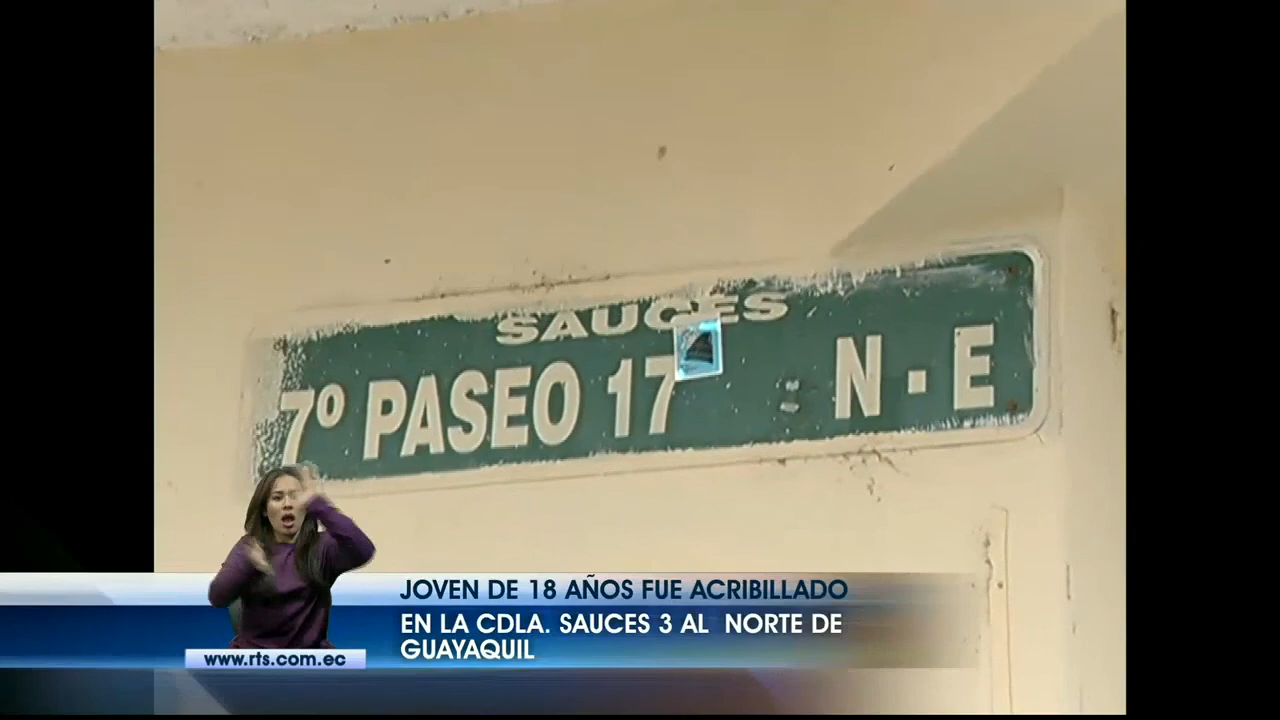 SAUCES
7º PASEO 17 N - E
JOVEN DE 18 AÑOS FUE ACRIBILLADO
EN LA CDLA. SAUCES 3 AL NORTE DE
GUAYAQUIL
www.rts.com.ec